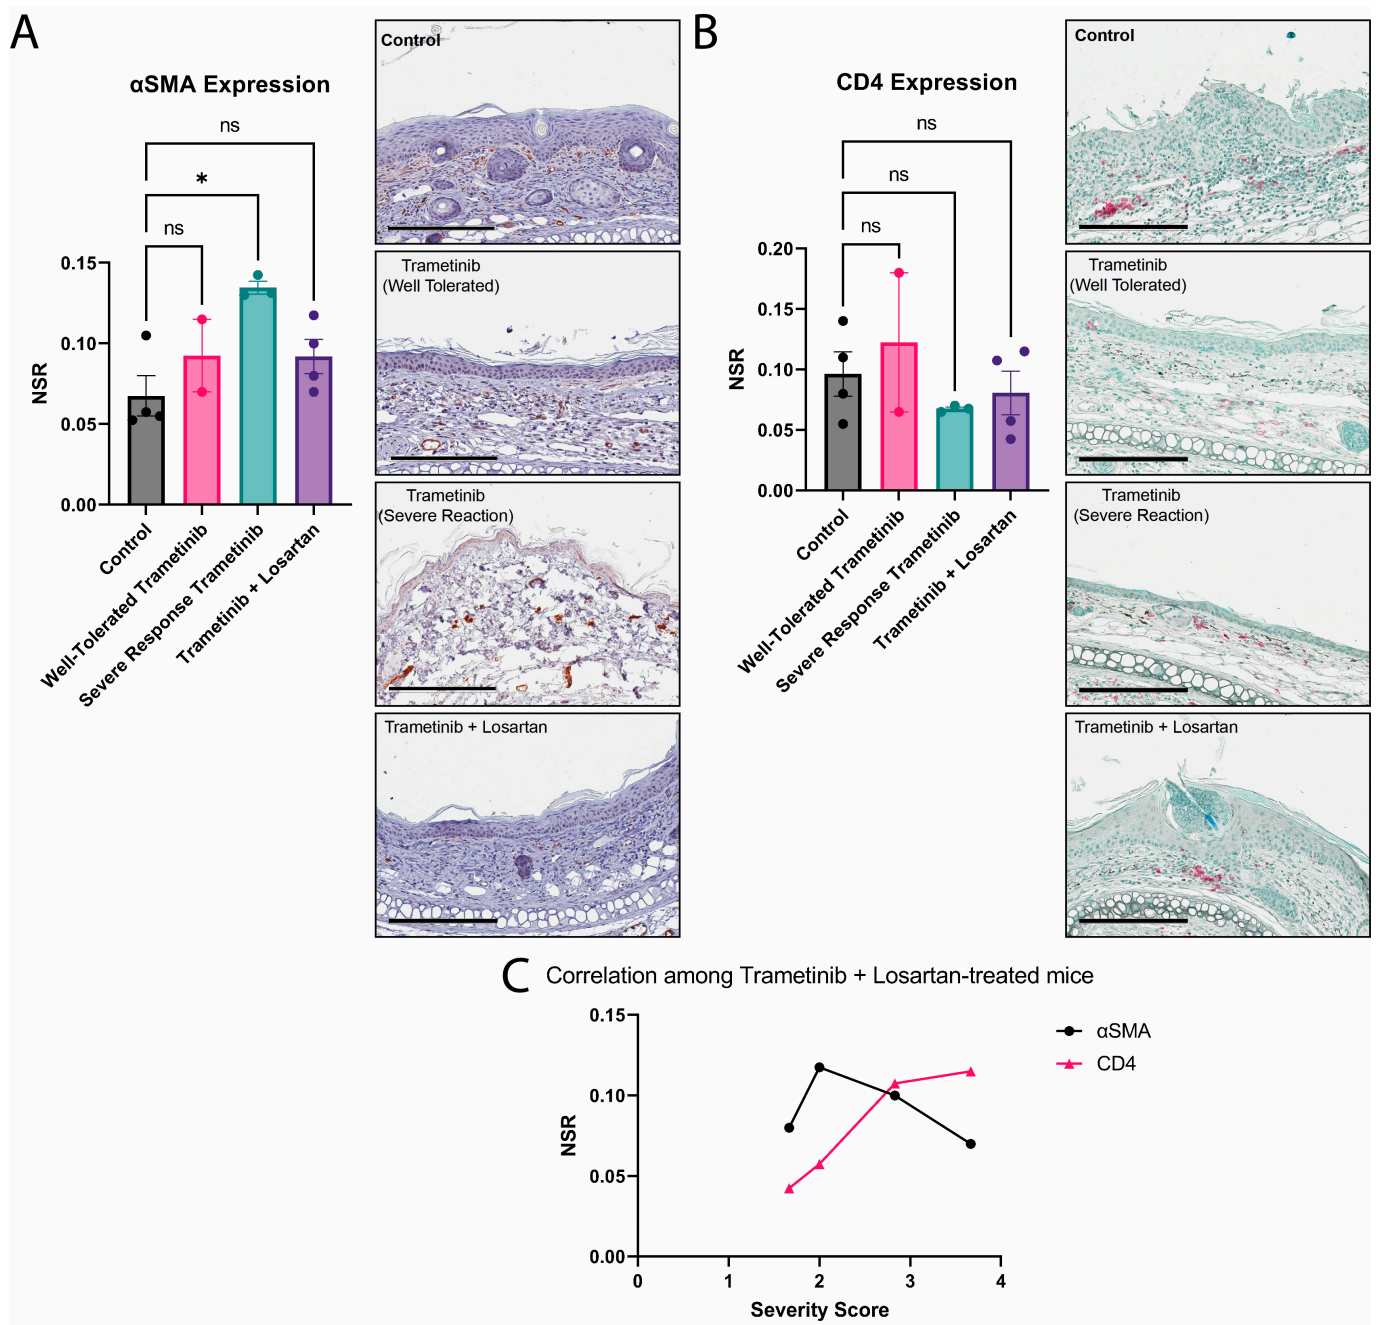 A
αSMA Expression
ns
*
ns
0.15
0.10
0.05
0.00
NSR
Control
Well-Tolerated Trametinib
Severe Response Trametinib
Trametinib + Losartan
Control
Trametinib
(Well Tolerated)
Trametinib
(Severe Reaction)
Trametinib + Losartan
B
CD4 Expression
ns
ns
ns
0.20
0.15
0.10
0.05
0.00
NSR
Control
Well-Tolerated Trametinib
Severe Response Trametinib
Trametinib + Losartan
Control
Trametinib
(Well Tolerated)
Trametinib
(Severe Reaction)
Trametinib + Losartan
C Correlation among Trametinib + Losartan-treated mice
0.15
0.10
0.05
0.00
NSR
0 1 2 3 4
Severity Score
αSMA
CD4